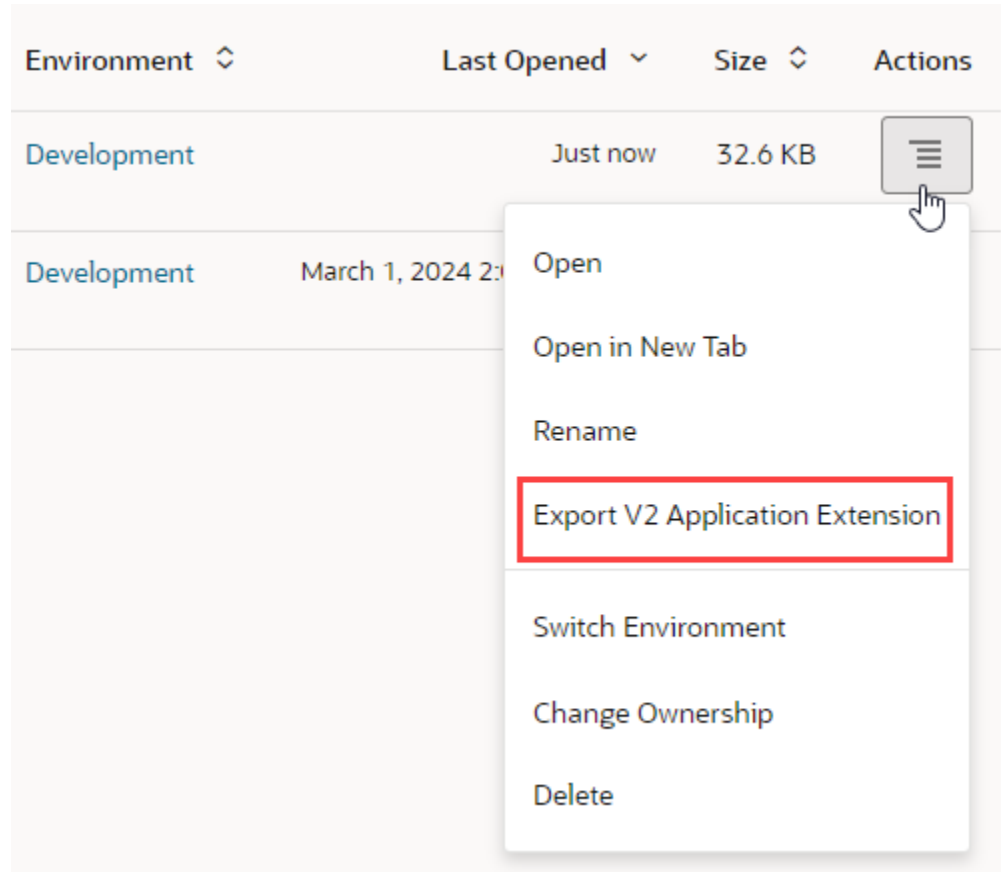 Environment Last Opened Size Actions
Development Just now 32.6 KB
Development March 1, 2024
Open
Open in New Tab
Rename
Export V2 Application Extension
Switch Environment
Change Ownership
Delete